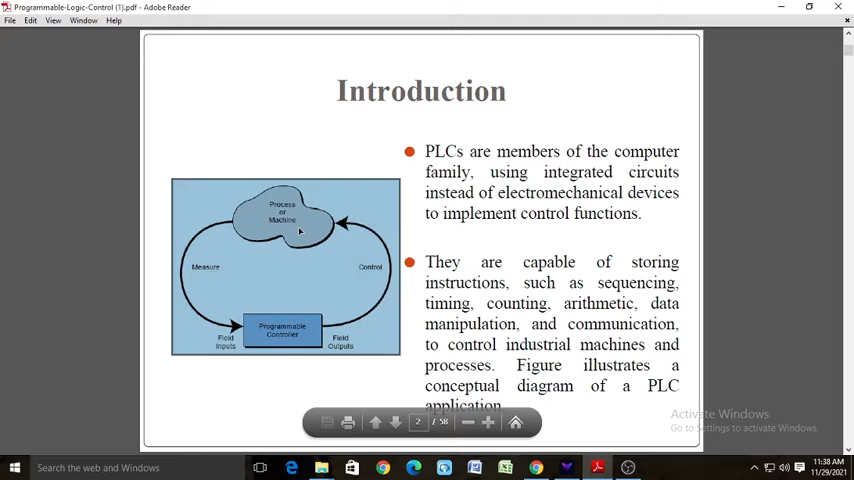 Programmable-Logic-Control (1).pdf - Adobe Reader
File Edit View Window Help
Introduction
PLCs are members of the computer
family, using integrated circuits
instead of electromechanical devices
to implement control functions.
They are capable of storing
instructions, such as sequencing,
timing, counting, arithmetic, data
manipulation, and communication,
to control industrial machines and
processes. Figure illustrates a
conceptual diagram of a PLC
application.
Process
or
Machine
Measure
Control
Programmable
Controller
Field
Inputs
Field
Outputs
2 / 58
Activate Windows
Go to Settings to activate Windows.
Search the web and Windows
11:38 AM
11/29/2021